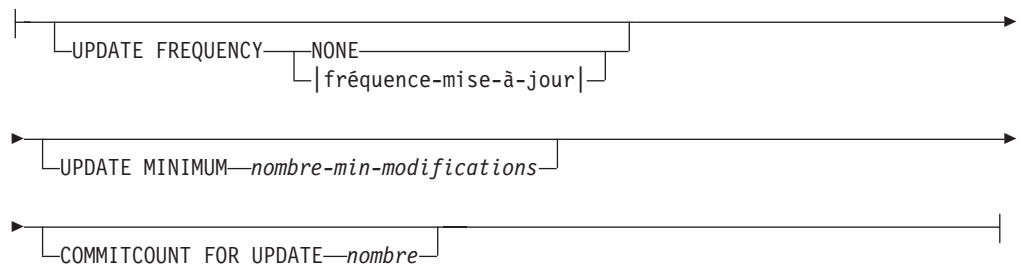 UPDATE FREQUENCY NONE
fréquence-mise-à-jour
UPDATE MINIMUM nombre-min-modifications
COMMITCOUNT FOR UPDATE nombre